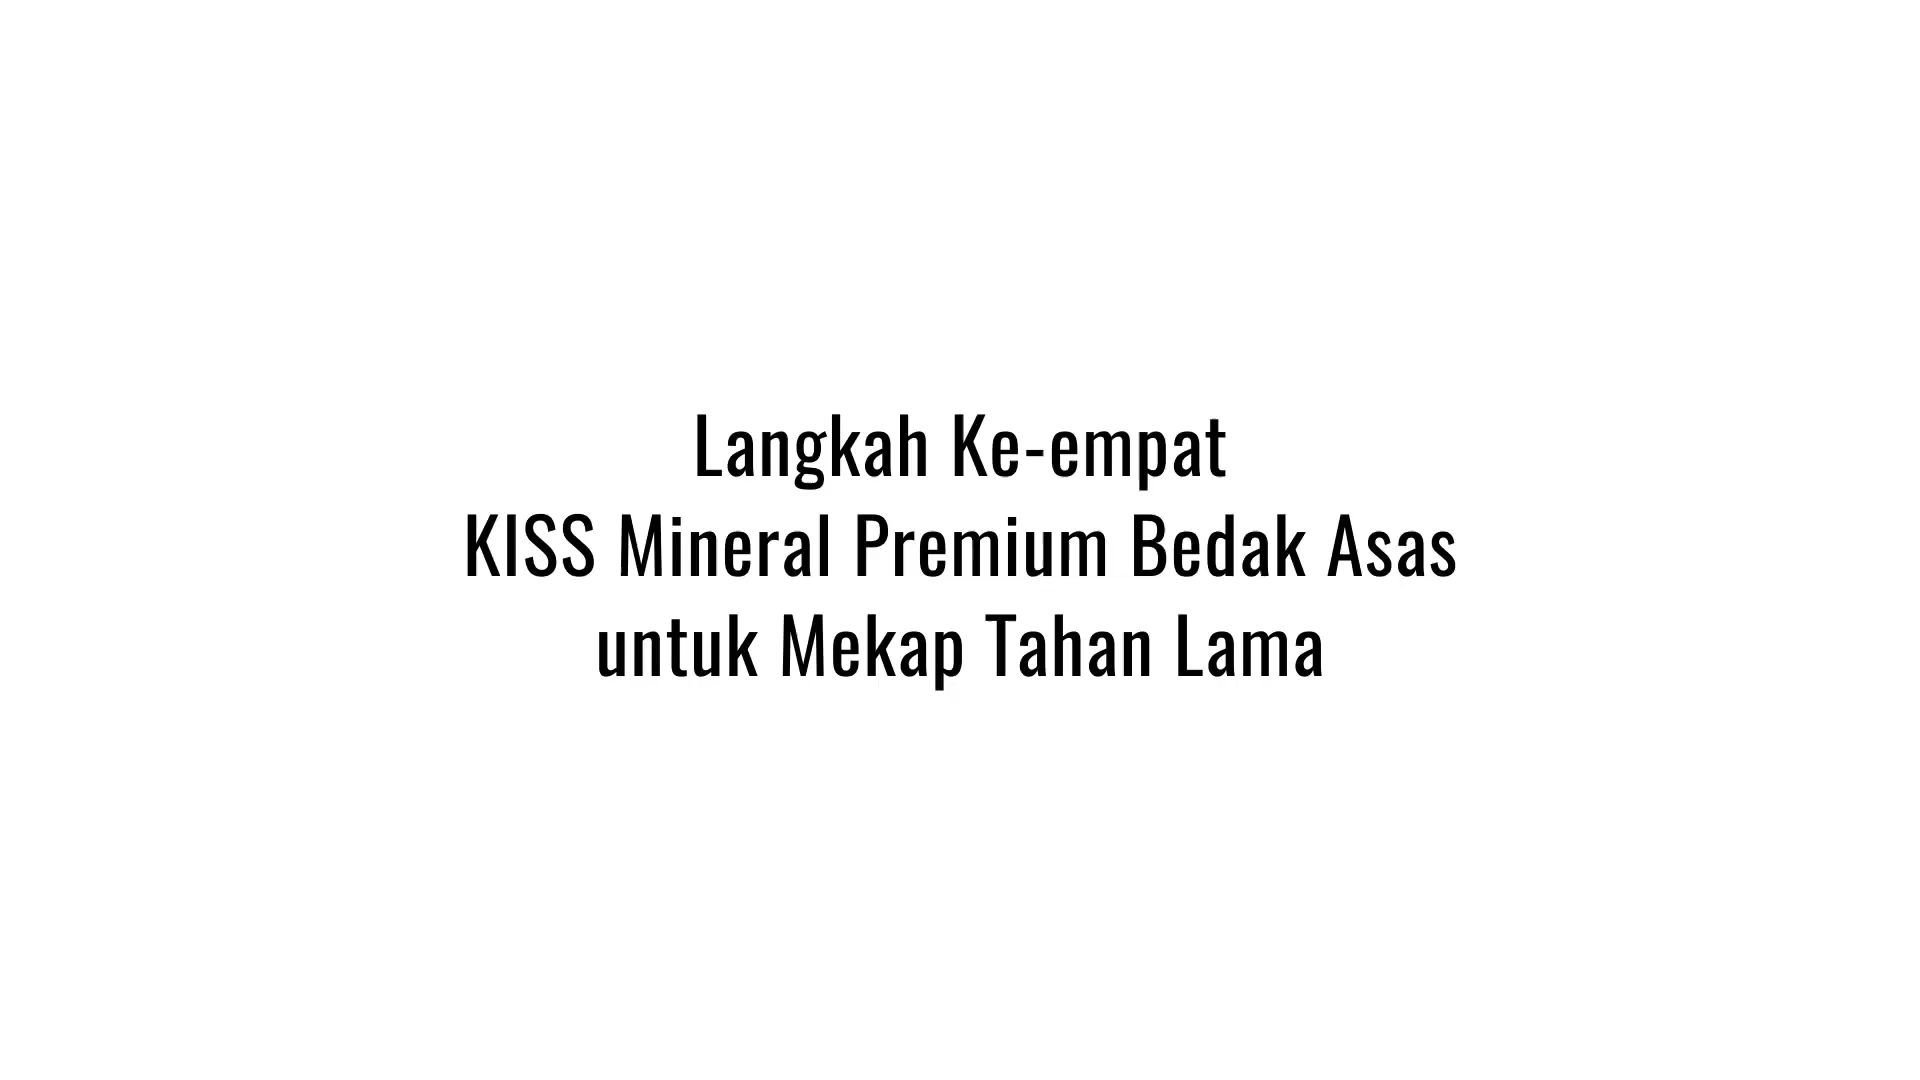 Langkah Ke-empat
KISS Mineral Premium Bedak Asas
untuk Mekap Tahan Lama